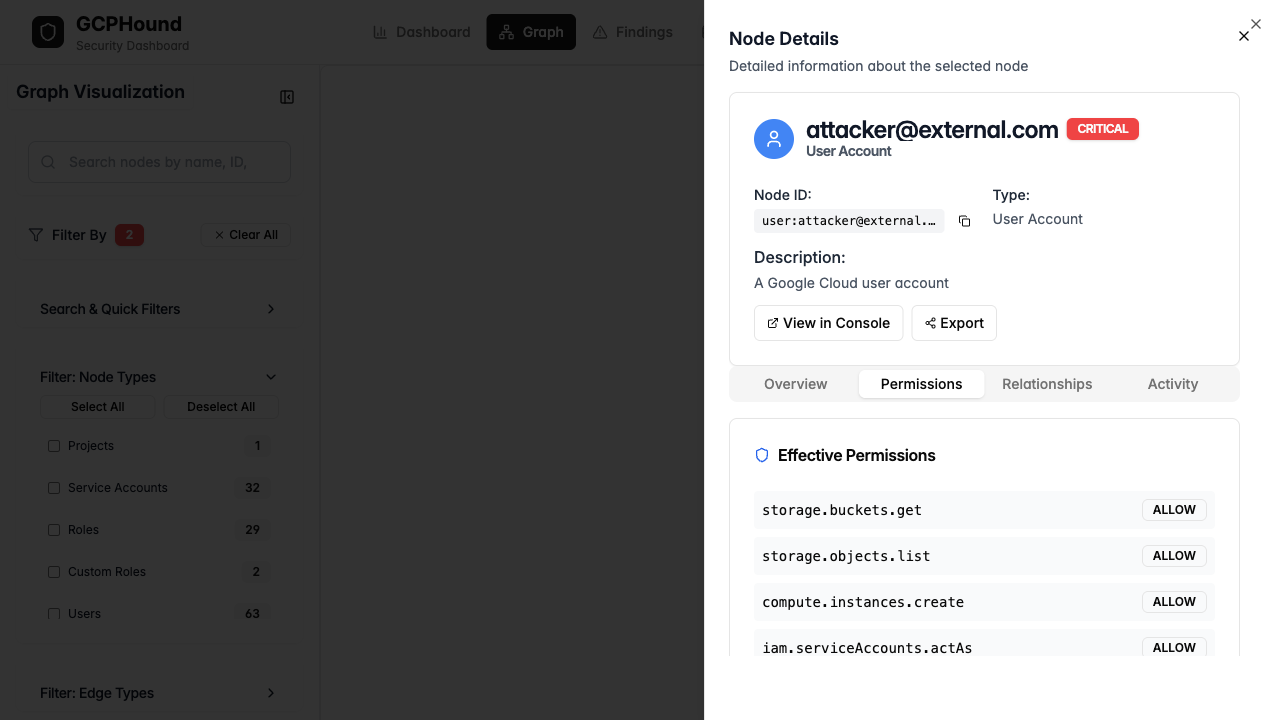 GCPHound
Security Dashboard
Dashboard
Graph
Findings
Graph Visualization
Search nodes by name, ID,
Filter By
2
Clear All
Search & Quick Filters
Filter: Node Types
Select All
Deselect All
Projects
1
Service Accounts
32
Roles
29
Custom Roles
2
Users
63
Filter: Edge Types
Node Details
Detailed information about the selected node
attacker@external.com
CRITICAL
User Account
Node ID:
user:attacker@external.…
Type:
User Account
Description:
A Google Cloud user account
View in Console
Export
Overview
Permissions
Relationships
Activity
Effective Permissions
storage.buckets.get
ALLOW
storage.objects.list
ALLOW
compute.instances.create
ALLOW
iam.serviceAccounts.actAs
ALLOW